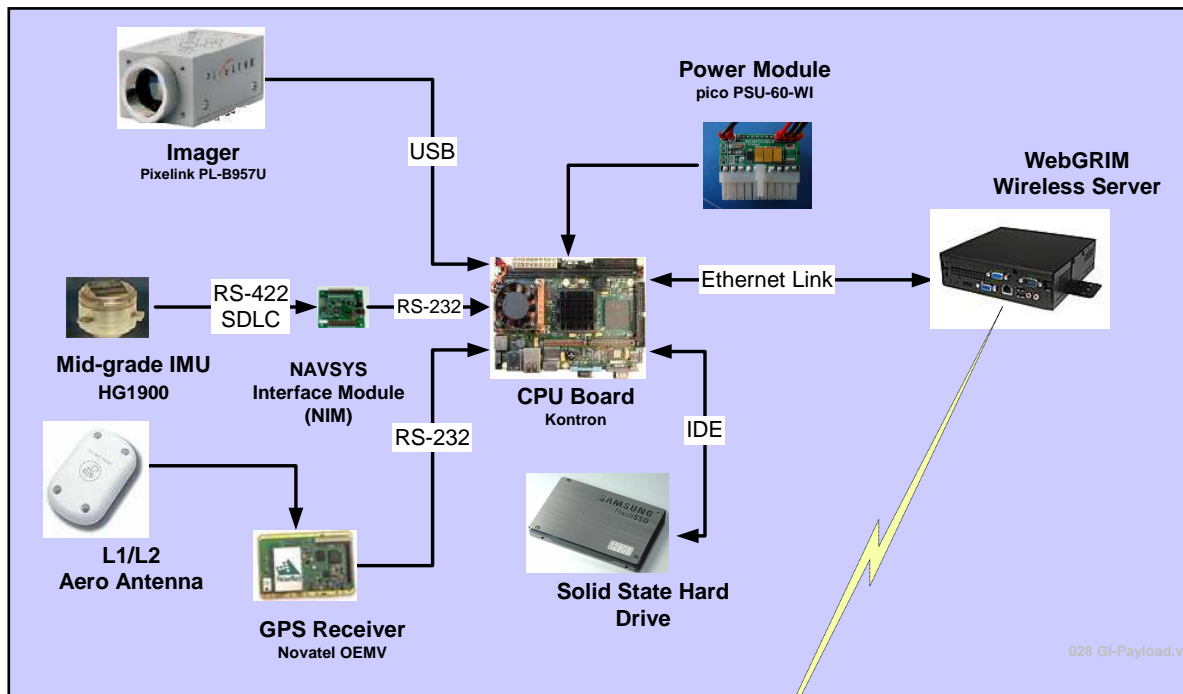 PiXELINK
Imager
Pixelink PL-B957U
USB
Power Module
pico PSU-60-WI
WebGRIM
Wireless Server
Mid-grade IMU
HG1900
RS-422
SDLC
NAVSYS
Interface Module
(NIM)
RS-232
CPU Board
Kontron
Ethernet Link
L1/L2
Aero Antenna
RS-232
GPS Receiver
Novatel OEMV
IDE
SAMSUNG
FlashSSD
Solid State Hard
Drive
028 GI-Payload.v